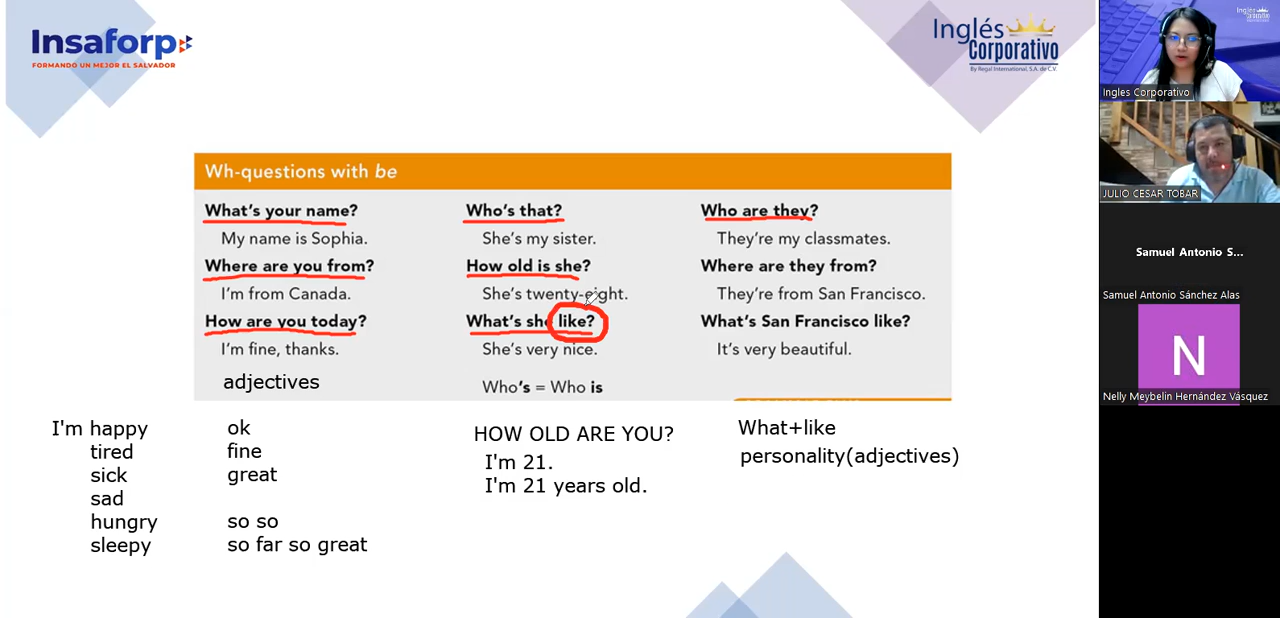 Insaforp
FORMANDO UN MEJOR EL SALVADOR
Inglés
Corporativo
By Regal International, S.A. de C.V.
Wh-questions with be
What's your name?
My name is Sophia.
Where are you from?
I'm from Canada.
How are you today?
I'm fine, thanks.
adjectives
Who's that?
She's my sister.
How old is she?
She's twenty-eight.
What's she like?
She's very nice.
Who's = Who is
Who are they?
They're my classmates.
Where are they from?
They're from San Francisco.
What's San Francisco like?
It's very beautiful.
I'm happy
tired
sick
sad
hungry
sleepy
ok
fine
great
so so
so far so great
HOW OLD ARE YOU?
I'm 21.
I'm 21 years old.
What+like
personality(adjectives)
Inglés
Ingles Corporativo
JULIO CESAR TOBAR
Samuel Antonio S...
Samuel Antonio Sánchez Alas
N
Nelly Meybelin Hernández Vásquez